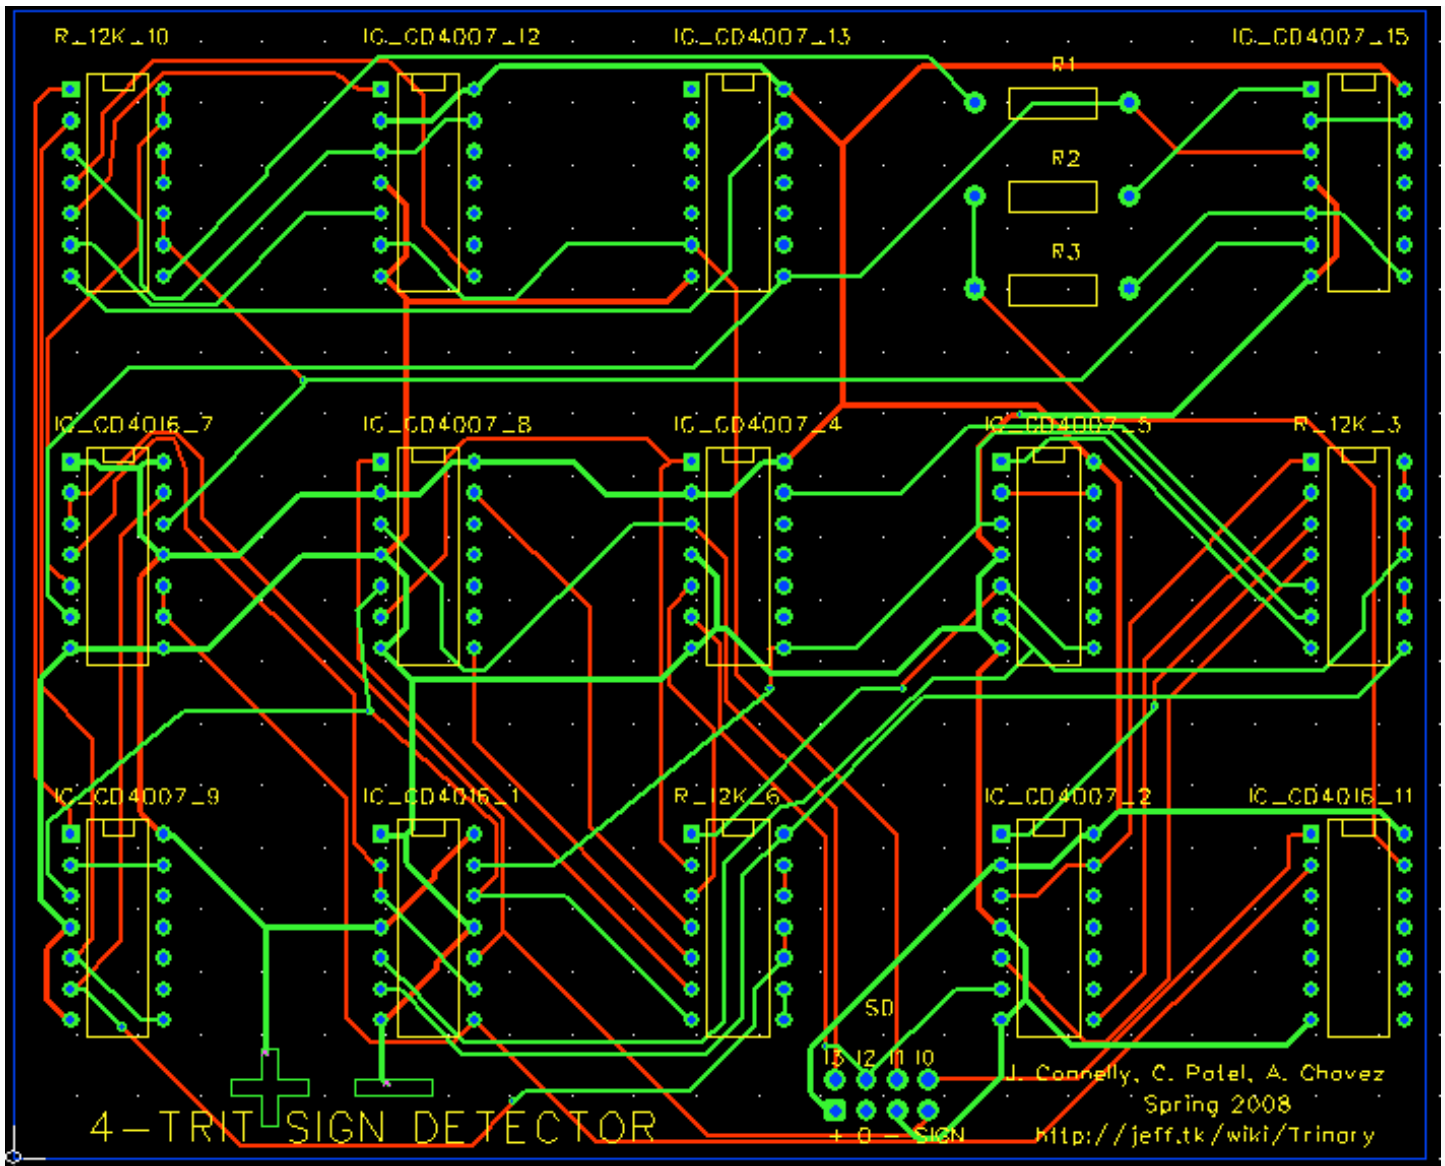 R_12K_10 IC_CD4007_12 IC_CD4007_13 IC_CD4007_15
R1
R2
R3
IC_CD4016_7 IC_CD4007_8 IC_CD4007_4 IC_CD4007_5 R_12K_3
IC_CD4007_9 IC_CD4016_1 R_12K_6 IC_CD4007_2 IC_CD4016_11
SD
I3 I2 I1 I0
J. Connelly, C. Patel, A. Chavez
Spring 2008
4-TRIT SIGN DETECTOR
+ 0 - SIGN
http://jeff.tk/wiki/Trinary